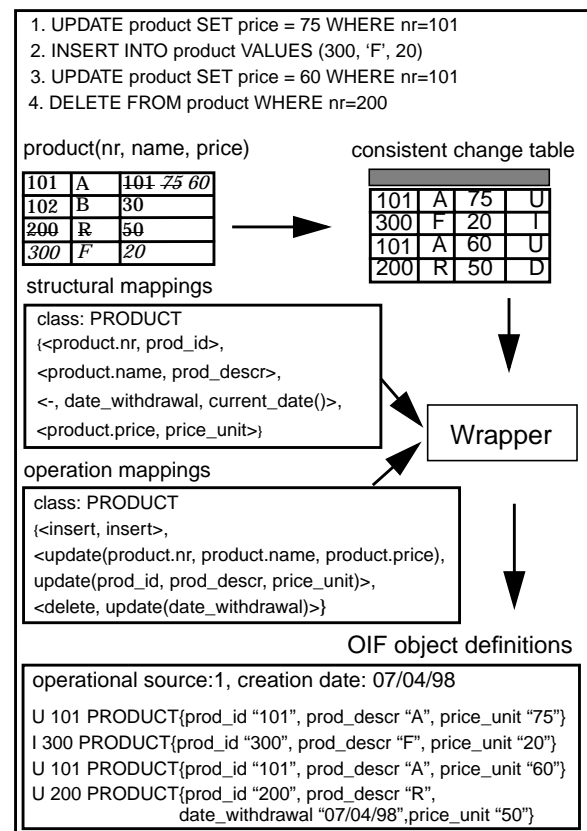 1. UPDATE product SET price = 75 WHERE nr=101
2. INSERT INTO product VALUES (300, ‘F’, 20)
3. UPDATE product SET price = 60 WHERE nr=101
4. DELETE FROM product WHERE nr=200
product(nr, name, price)
101 A 101 75 60
102 B 30
200 R 50
300 F 20
consistent change table
101 A 75 U
300 F 20 I
101 A 60 U
200 R 50 D
structural mappings
class: PRODUCT
{<product.nr, prod_id>,
<product.name, prod_descr>,
<-, date_withdrawal, current_date()>,
<product.price, price_unit>}
Wrapper
operation mappings
class: PRODUCT
{<insert, insert>,
<update(product.nr, product.name, product.price),
update(prod_id, prod_descr, price_unit)>,
<delete, update(date_withdrawal)>}
OIF object definitions
operational source:1, creation date: 07/04/98
U 101 PRODUCT{prod_id “101”, prod_descr “A”, price_unit “75”}
I 300 PRODUCT{prod_id “300”, prod_descr “F”, price_unit “20”}
U 101 PRODUCT{prod_id “101”, prod_descr “A”, price_unit “60”}
U 200 PRODUCT{prod_id “200”, prod_descr “R”,
date_withdrawal “07/04/98”,price_unit “50”}